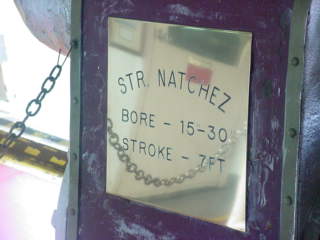 STR. NATCHEZ
BORE - 15-30
STROKE - 7FT